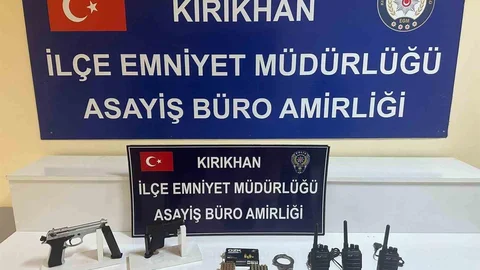 KIRIKHAN
İLÇE EMNİYET MÜDÜRLÜĞÜ
ASAYİŞ BÜRO AMİRLİĞİ
KIRIKHAN
İLÇE EMNİYET MÜDÜRLÜĞÜ
ASAYİŞ BÜRO AMİRLİĞİ